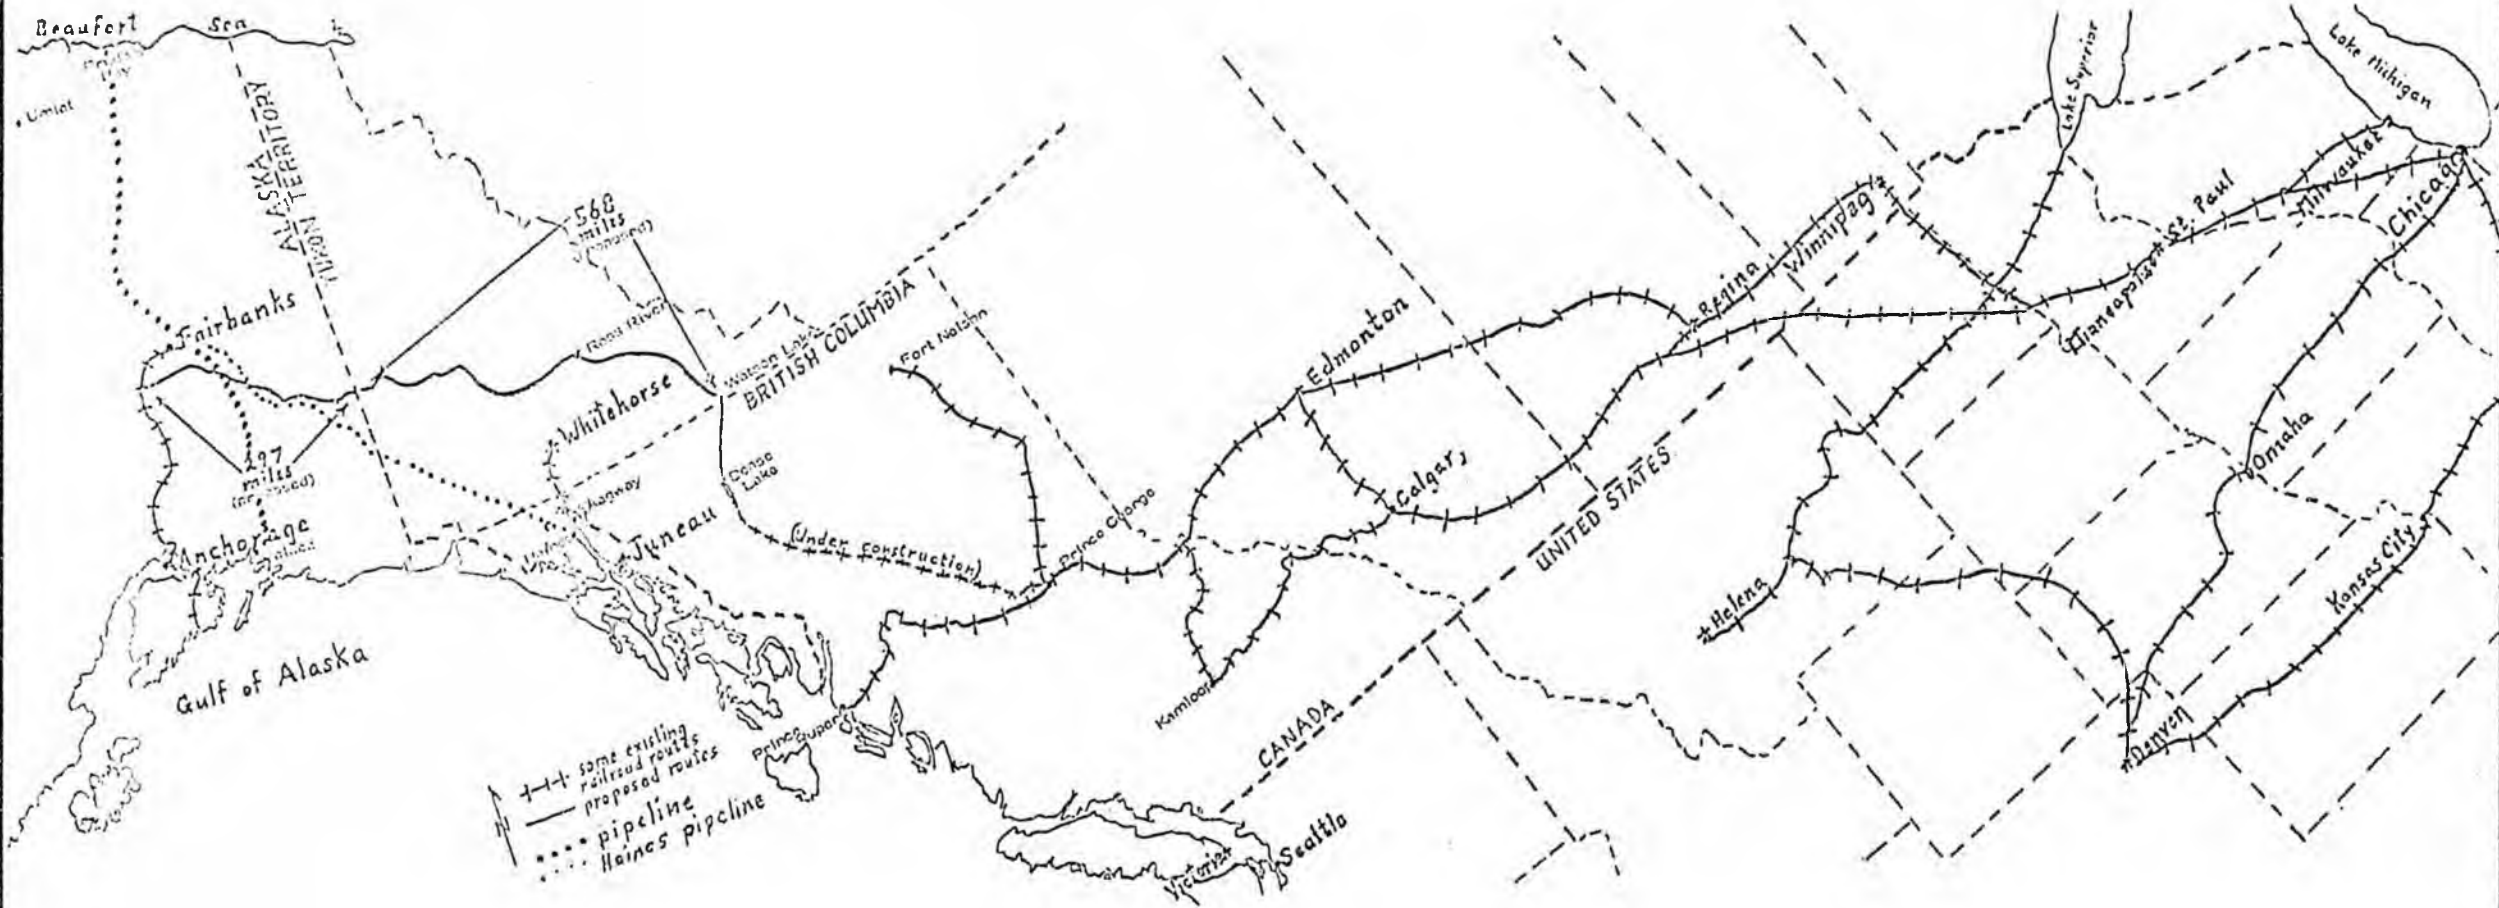 Beaufort Sea
Umiat
ALASKA
YUKON TERRITORY
Fairbanks
568
miles
Ross River
Watson Lake
BRITISH COLUMBIA
Fort Nelson
Whitehorse
297
miles
Anchorage
Skagway
Juneau
Dease
Lake
(Under construction)
Prince George
Gulf of Alaska
Prince
Rupert
Kamloops
Edmonton
Calgary
Regina
Winnipag
Lake Suprior
Lake Michigan
Minneapolis
St. Paul
Milwaukee
Chicago
Omaha
Kansas City
Denver
Helena
UNITED STATES
CANADA
Victoria
Seattle
N
some existing
railroad routes
proposed routes
pipeline
Haines pipeline